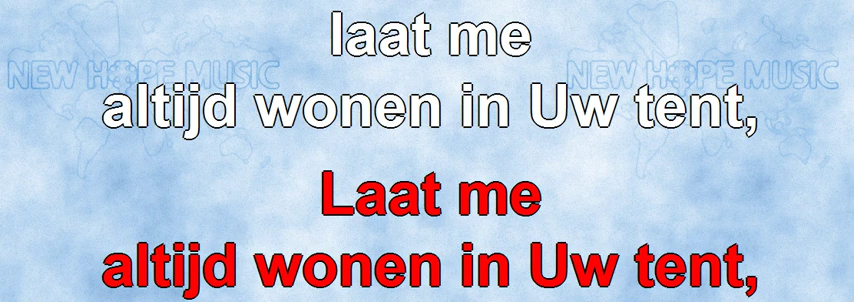 laat me
NEW HOPE MUSIC NEW HOPE MUSIC
altijd wonen in Uw tent,
Laat me
altijd wonen in Uw tent,